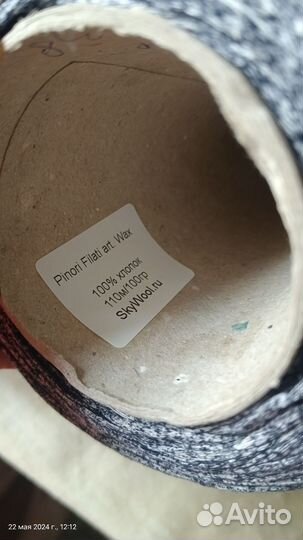 Pinori Filati art. Wax
100% хлопок
110м/100гр
SkyWool.ru
22 мая 2024 г., 12:12
Avito